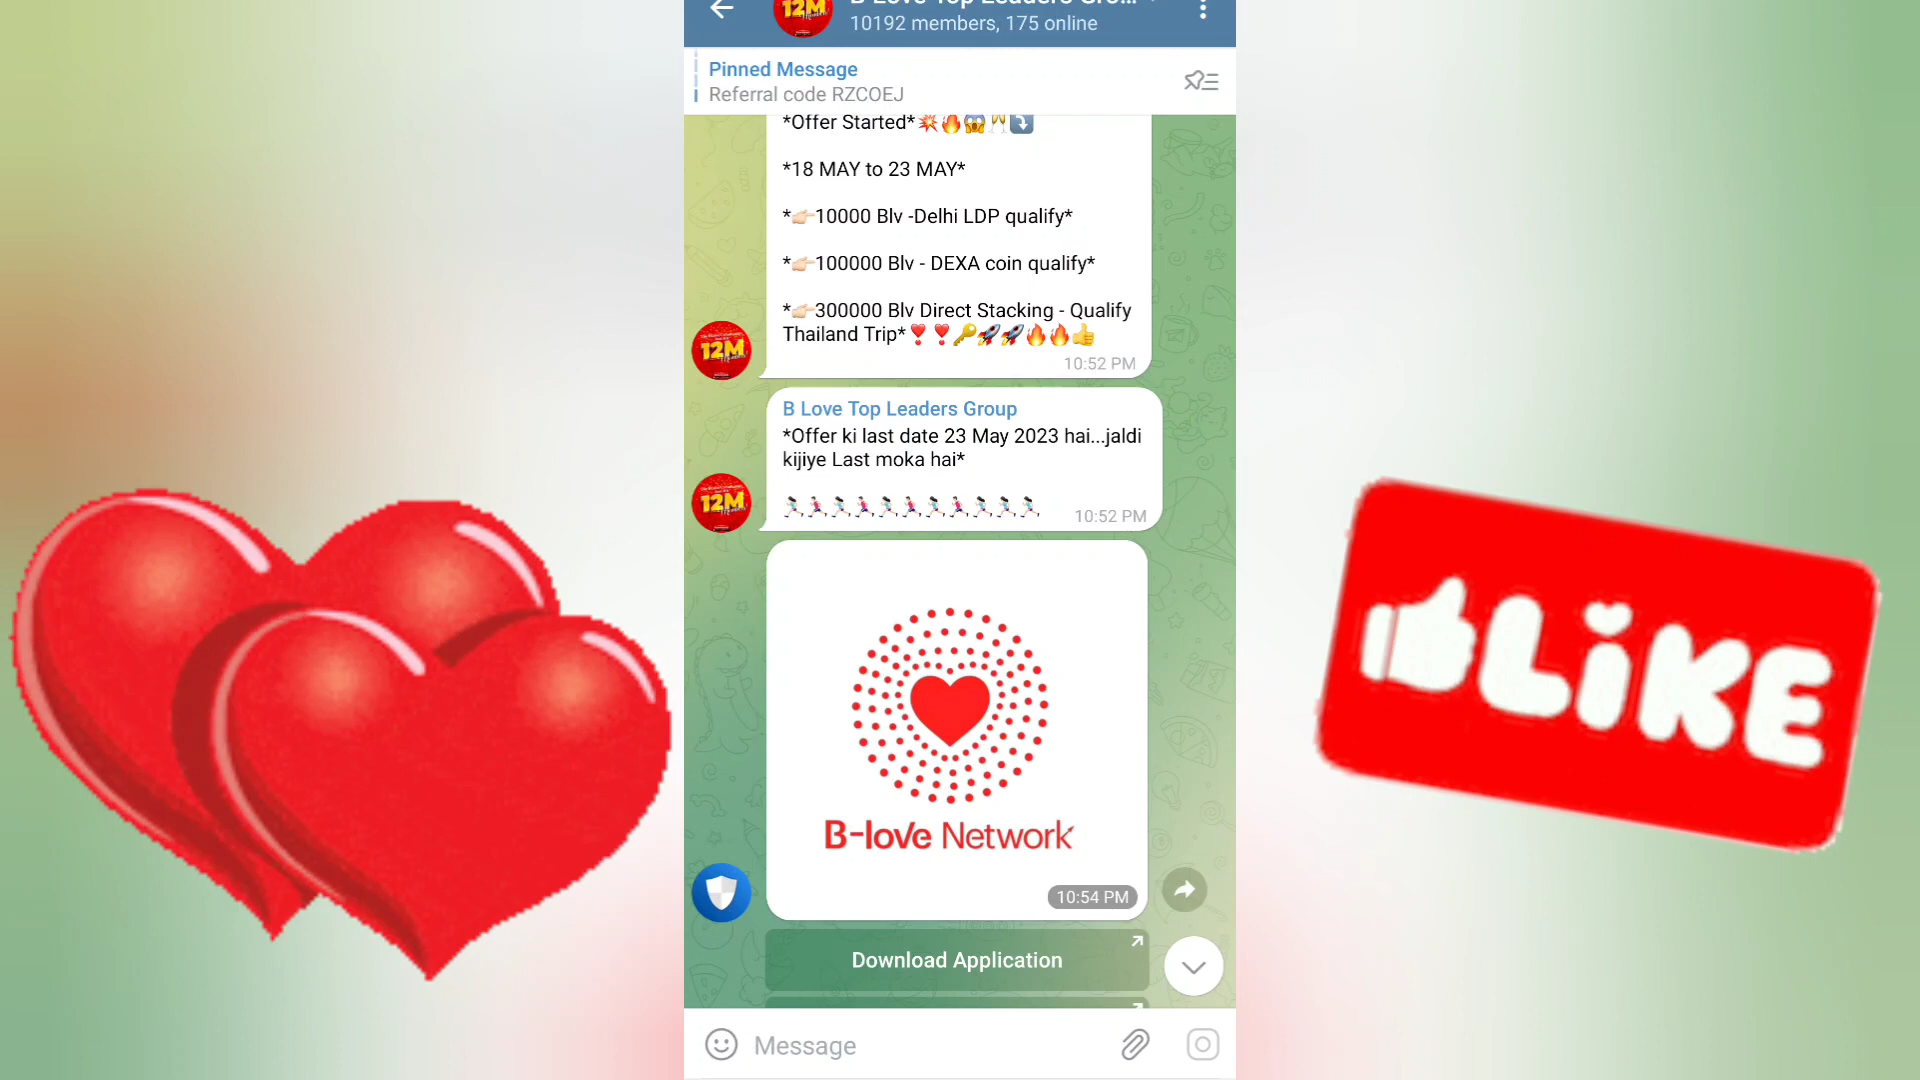 10192 members, 175 online
Pinned Message
Referral code RZCOEJ
*Offer Started*💥🔥😱🥂⤵️
*18 MAY to 23 MAY*
*👉🏻10000 Blv -Delhi LDP qualify*
*👉🏻100000 Blv - DEXA coin qualify*
*👉🏻300000 Blv Direct Stacking - Qualify
Thailand Trip*❣️❣️🔑🚀🚀🔥🔥👍
12M
10:52 PM
B Love Top Leaders Group
*Offer ki last date 23 May 2023 hai...jaldi
kijiye Last moka hai*
12M
10:52 PM
B-love Network
10:54 PM
Download Application
Message
LiKE